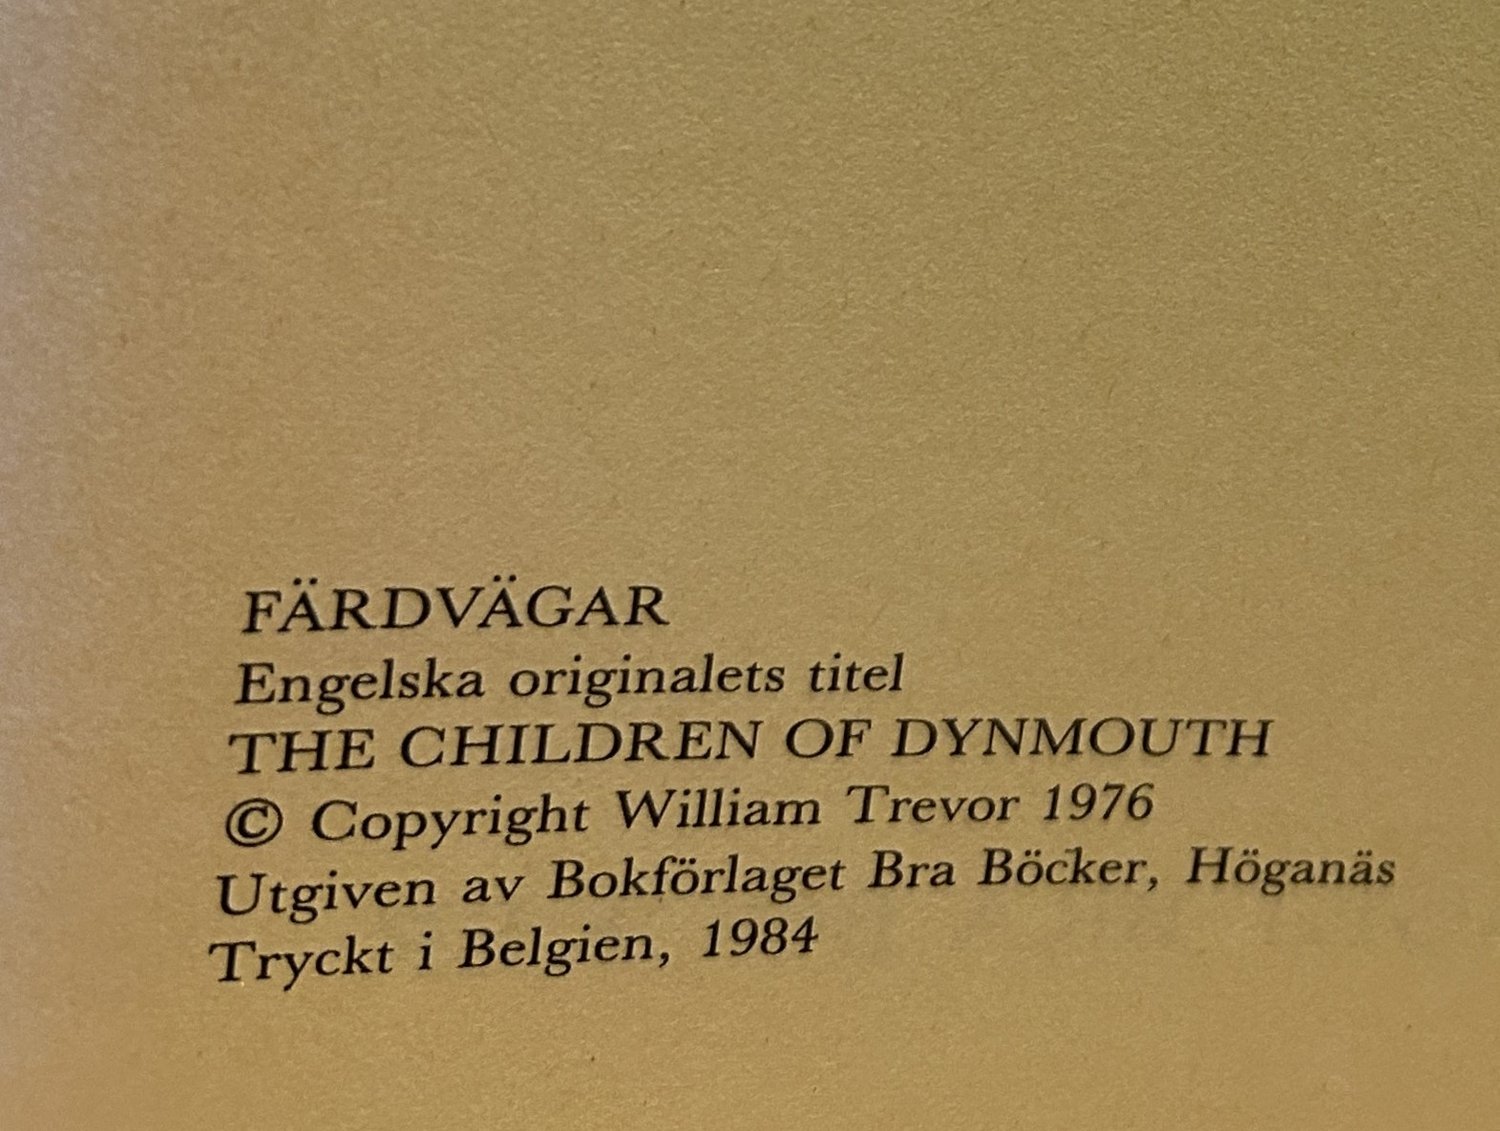 FÄRDVÄGAR
Engelska originalets titel
THE CHILDREN OF DYNMOUTH
© Copyright William Trevor 1976
Utgiven av Bokförlaget Bra Böcker, Höganäs
Tryckt i Belgien, 1984